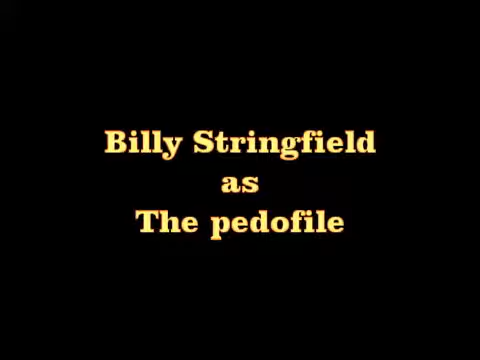 Billy Stringfield
as
The pedofile